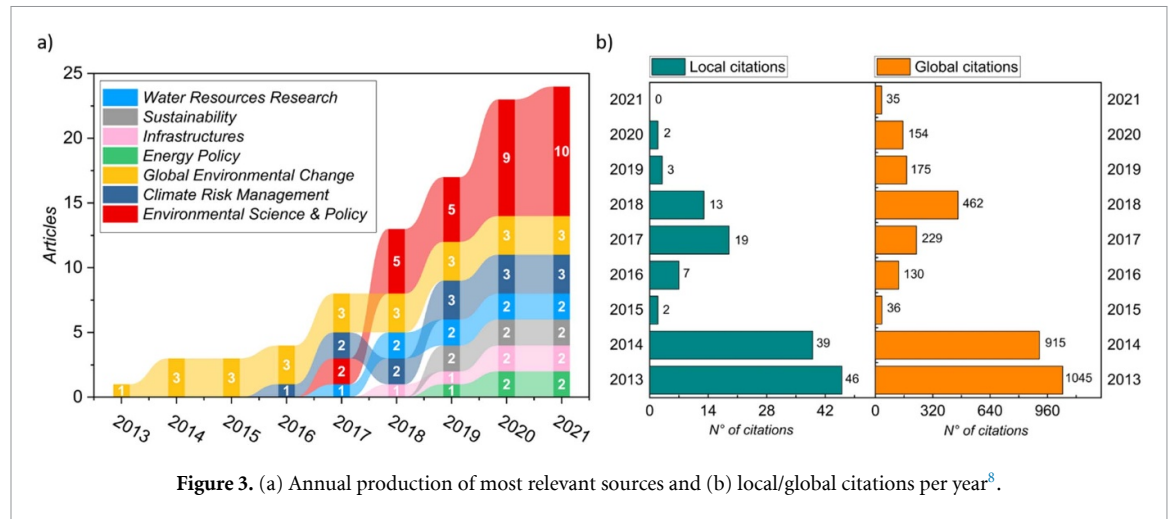 a)
Articles
25
20
15
10
5
0
Water Resources Research
Sustainability
Infrastructures
Energy Policy
Global Environmental Change
Climate Risk Management
Environmental Science & Policy
1
3
3
3
1
3
2
2
1
3
2
2
1
5
3
3
2
2
1
1
5
3
3
2
2
2
2
9
3
3
2
2
2
2
10
2013 2014 2015 2016 2017 2018 2019 2020 2021
b)
Local citations
Global citations
2021 0 35 2021
2020 2 154 2020
2019 3 175 2019
2018 13 462 2018
2017 19 229 2017
2016 7 130 2016
2015 2 36 2015
2014 39 915 2014
2013 46 1045 2013
0 14 28 42 0 320 640 960
N° of citations N° of citations
Figure 3. (a) Annual production of most relevant sources and (b) local/global citations per year8.